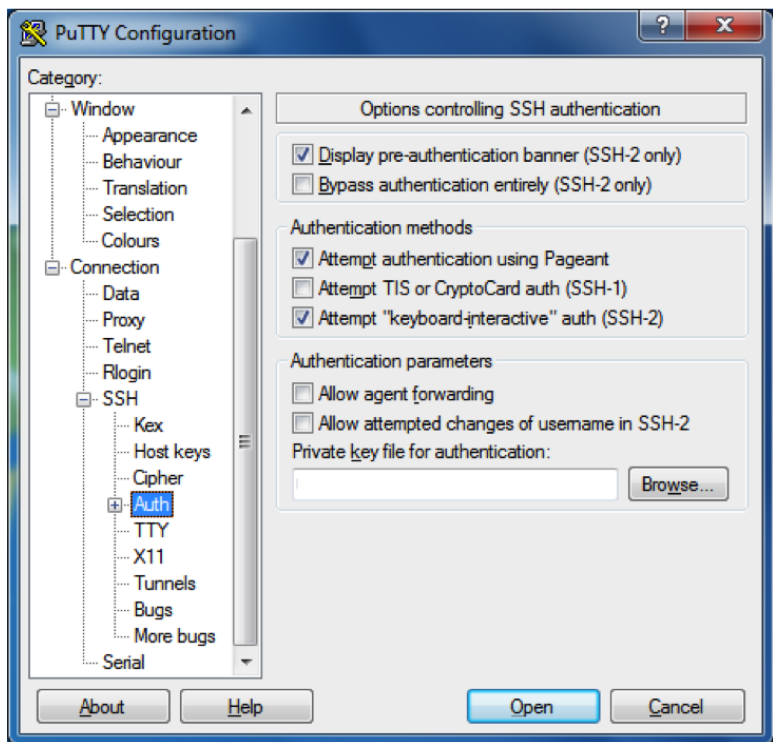 PuTTY Configuration
Category:
Window
Appearance
Behaviour
Translation
Selection
Colours
Connection
Data
Proxy
Telnet
Rlogin
SSH
Kex
Host keys
Cipher
Auth
TTY
X11
Tunnels
Bugs
More bugs
Serial
Options controlling SSH authentication
Display pre-authentication banner (SSH-2 only)
Bypass authentication entirely (SSH-2 only)
Authentication methods
Attempt authentication using Pageant
Attempt TIS or CryptoCard auth (SSH-1)
Attempt "keyboard-interactive" auth (SSH-2)
Authentication parameters
Allow agent forwarding
Allow attempted changes of username in SSH-2
Private key file for authentication:
Browse...
About
Help
Open
Cancel